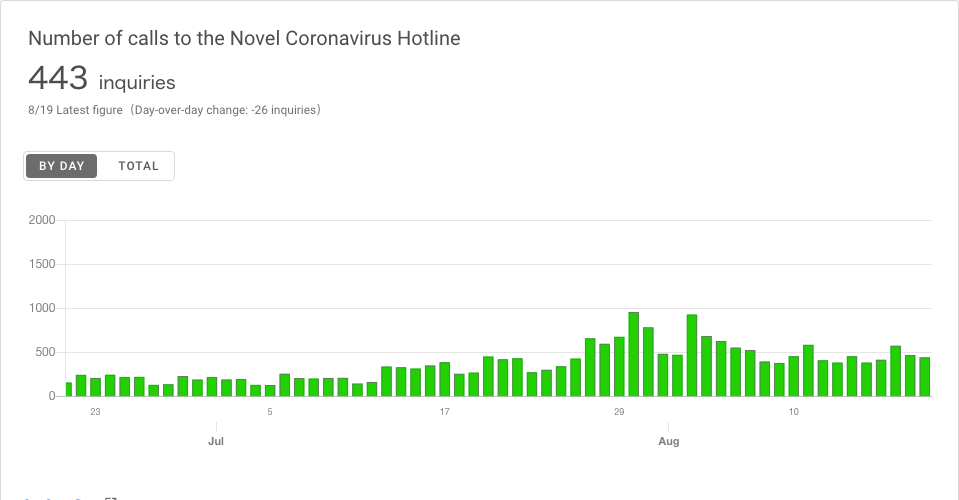 Number of calls to the Novel Coronavirus Hotline
443 inquiries
8/19 Latest figure（Day-over-day change: -26 inquiries）
BY DAY TOTAL
2000
1500
1000
500
0
23 5 17 29 10
Jul Aug